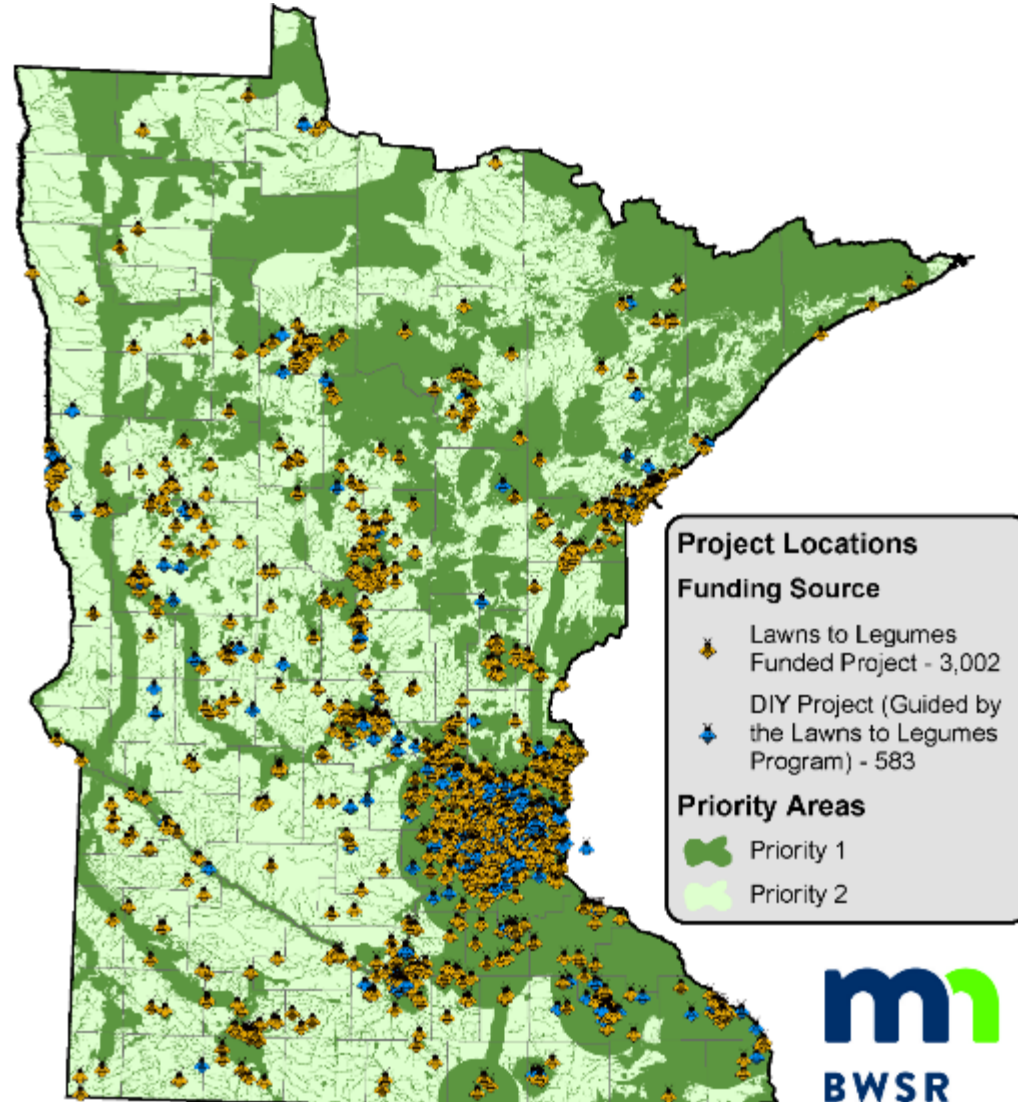 Project Locations
Funding Source
Lawns to Legumes
Funded Project - 3,002
DIY Project (Guided by
the Lawns to Legumes
Program) - 583
Priority Areas
Priority 1
Priority 2
mn
BWSR